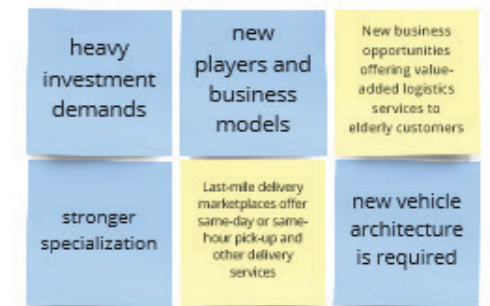 heavy
investment
demands
new
players and
business
models
New business
opportunities
offering value-
added logistics
services to
elderly customers
stronger
specialization
Last-mile delivery
marketplaces offer
same-day or same-
hour pick-up and
other delivery
services
new vehicle
architecture
is required